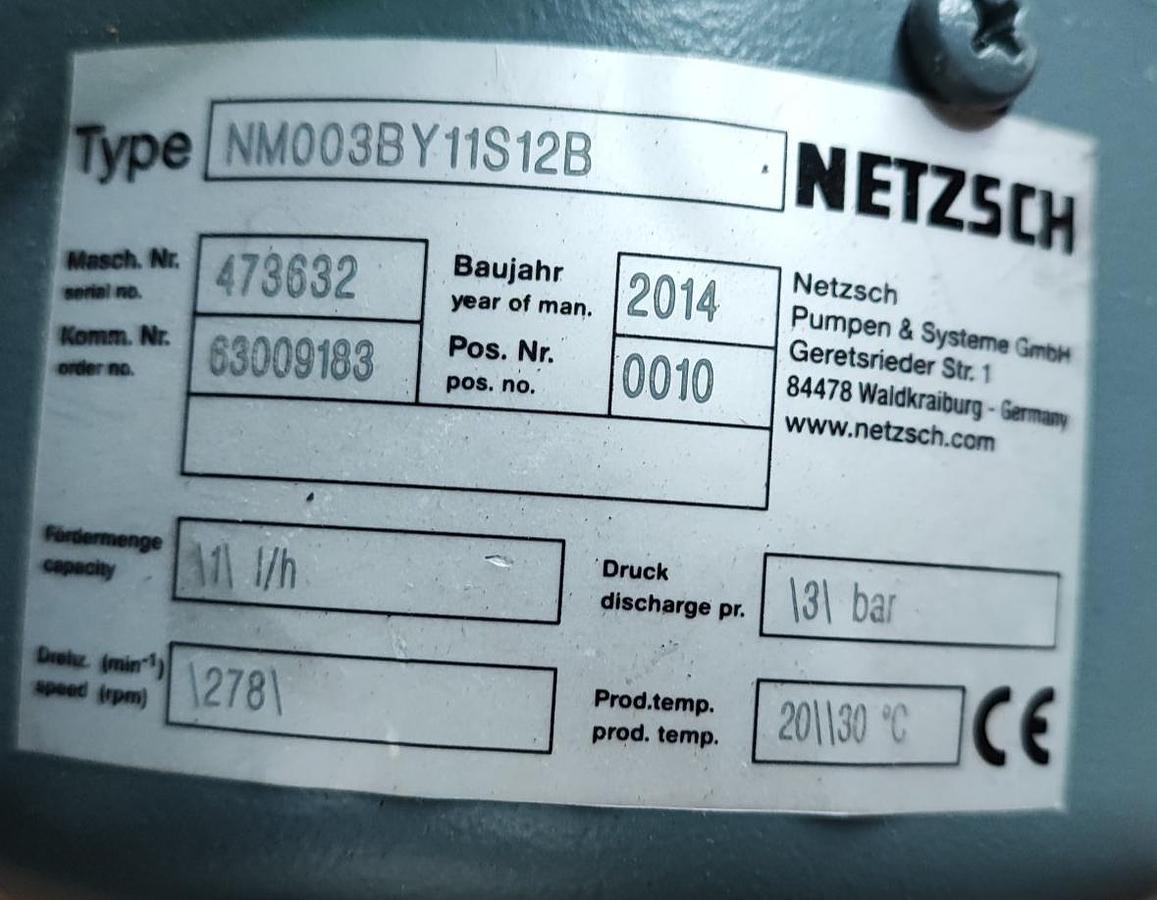 Type NM003BY11S12B NETZSCH
Masch. Nr. 473632 Baujahr 2014
serial no. year of man.
Komm. Nr. 63009183 Pos. Nr. 0010
order no. pos. no.
Netzsch
Pumpen & Systeme GmbH
Geretsrieder Str. 1
84478 Waldkraiburg - Germany
www.netzsch.com
Fördermenge \1\ l/h Druck \3\ bar
capacity discharge pr.
Drehz. (min-1) \278\ Prod.temp. 20\\30 °C CE
speed (rpm) prod. temp.